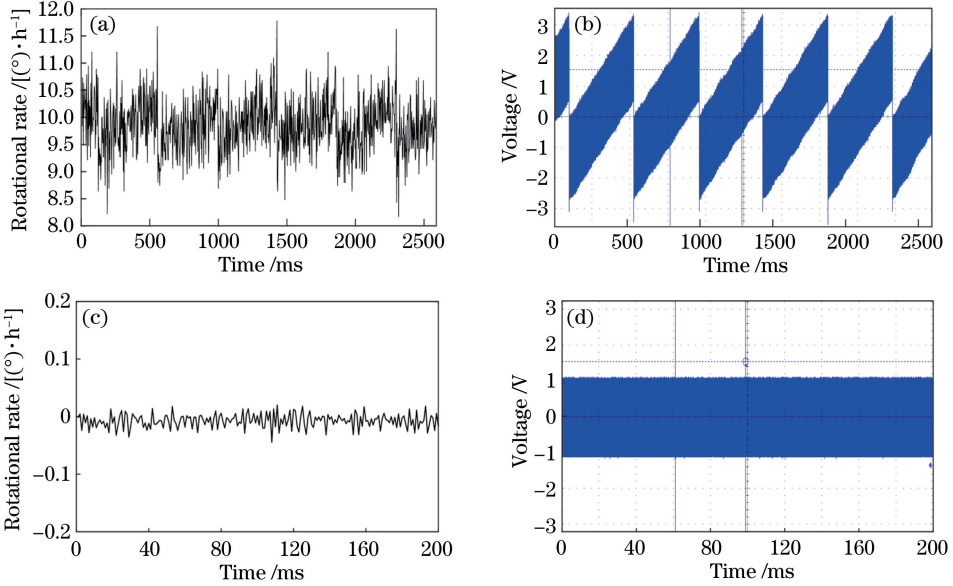 (a)
Rotational rate /[(°)·h⁻¹]
12.0
11.5
11.0
10.5
10.0
9.5
9.0
8.5
8.0
0 500 1000 1500 2000 2500
Time /ms
(b)
Voltage /V
3
2
1
0
−1
−2
−3
0 500 1000 1500 2000 2500
Time /ms
(c)
Rotational rate /[(°)·h⁻¹]
0.2
0.1
0
−0.1
−0.2
0 40 80 120 160 200
Time /ms
(d)
Voltage /V
3
2
1
0
−1
−2
−3
0 40 80 120 160 200
Time /ms